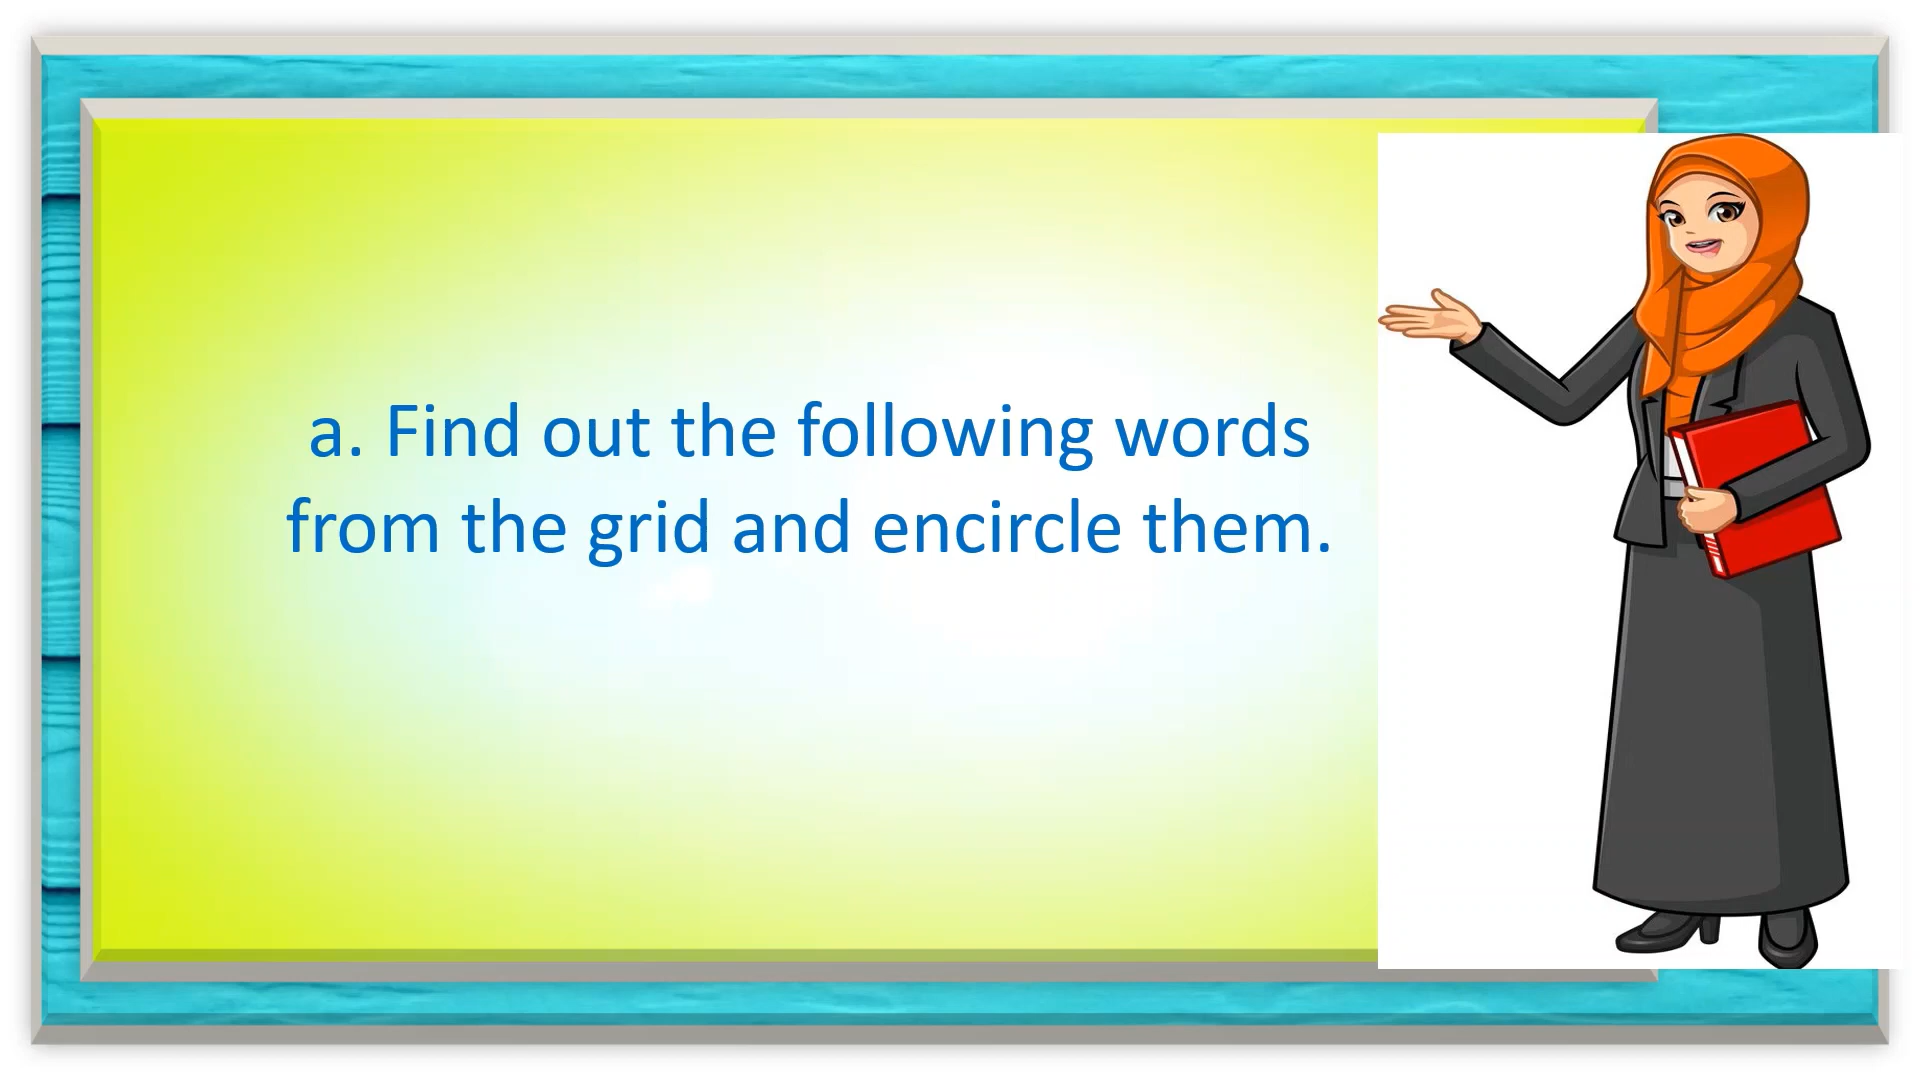 a. Find out the following words
from the grid and encircle them.